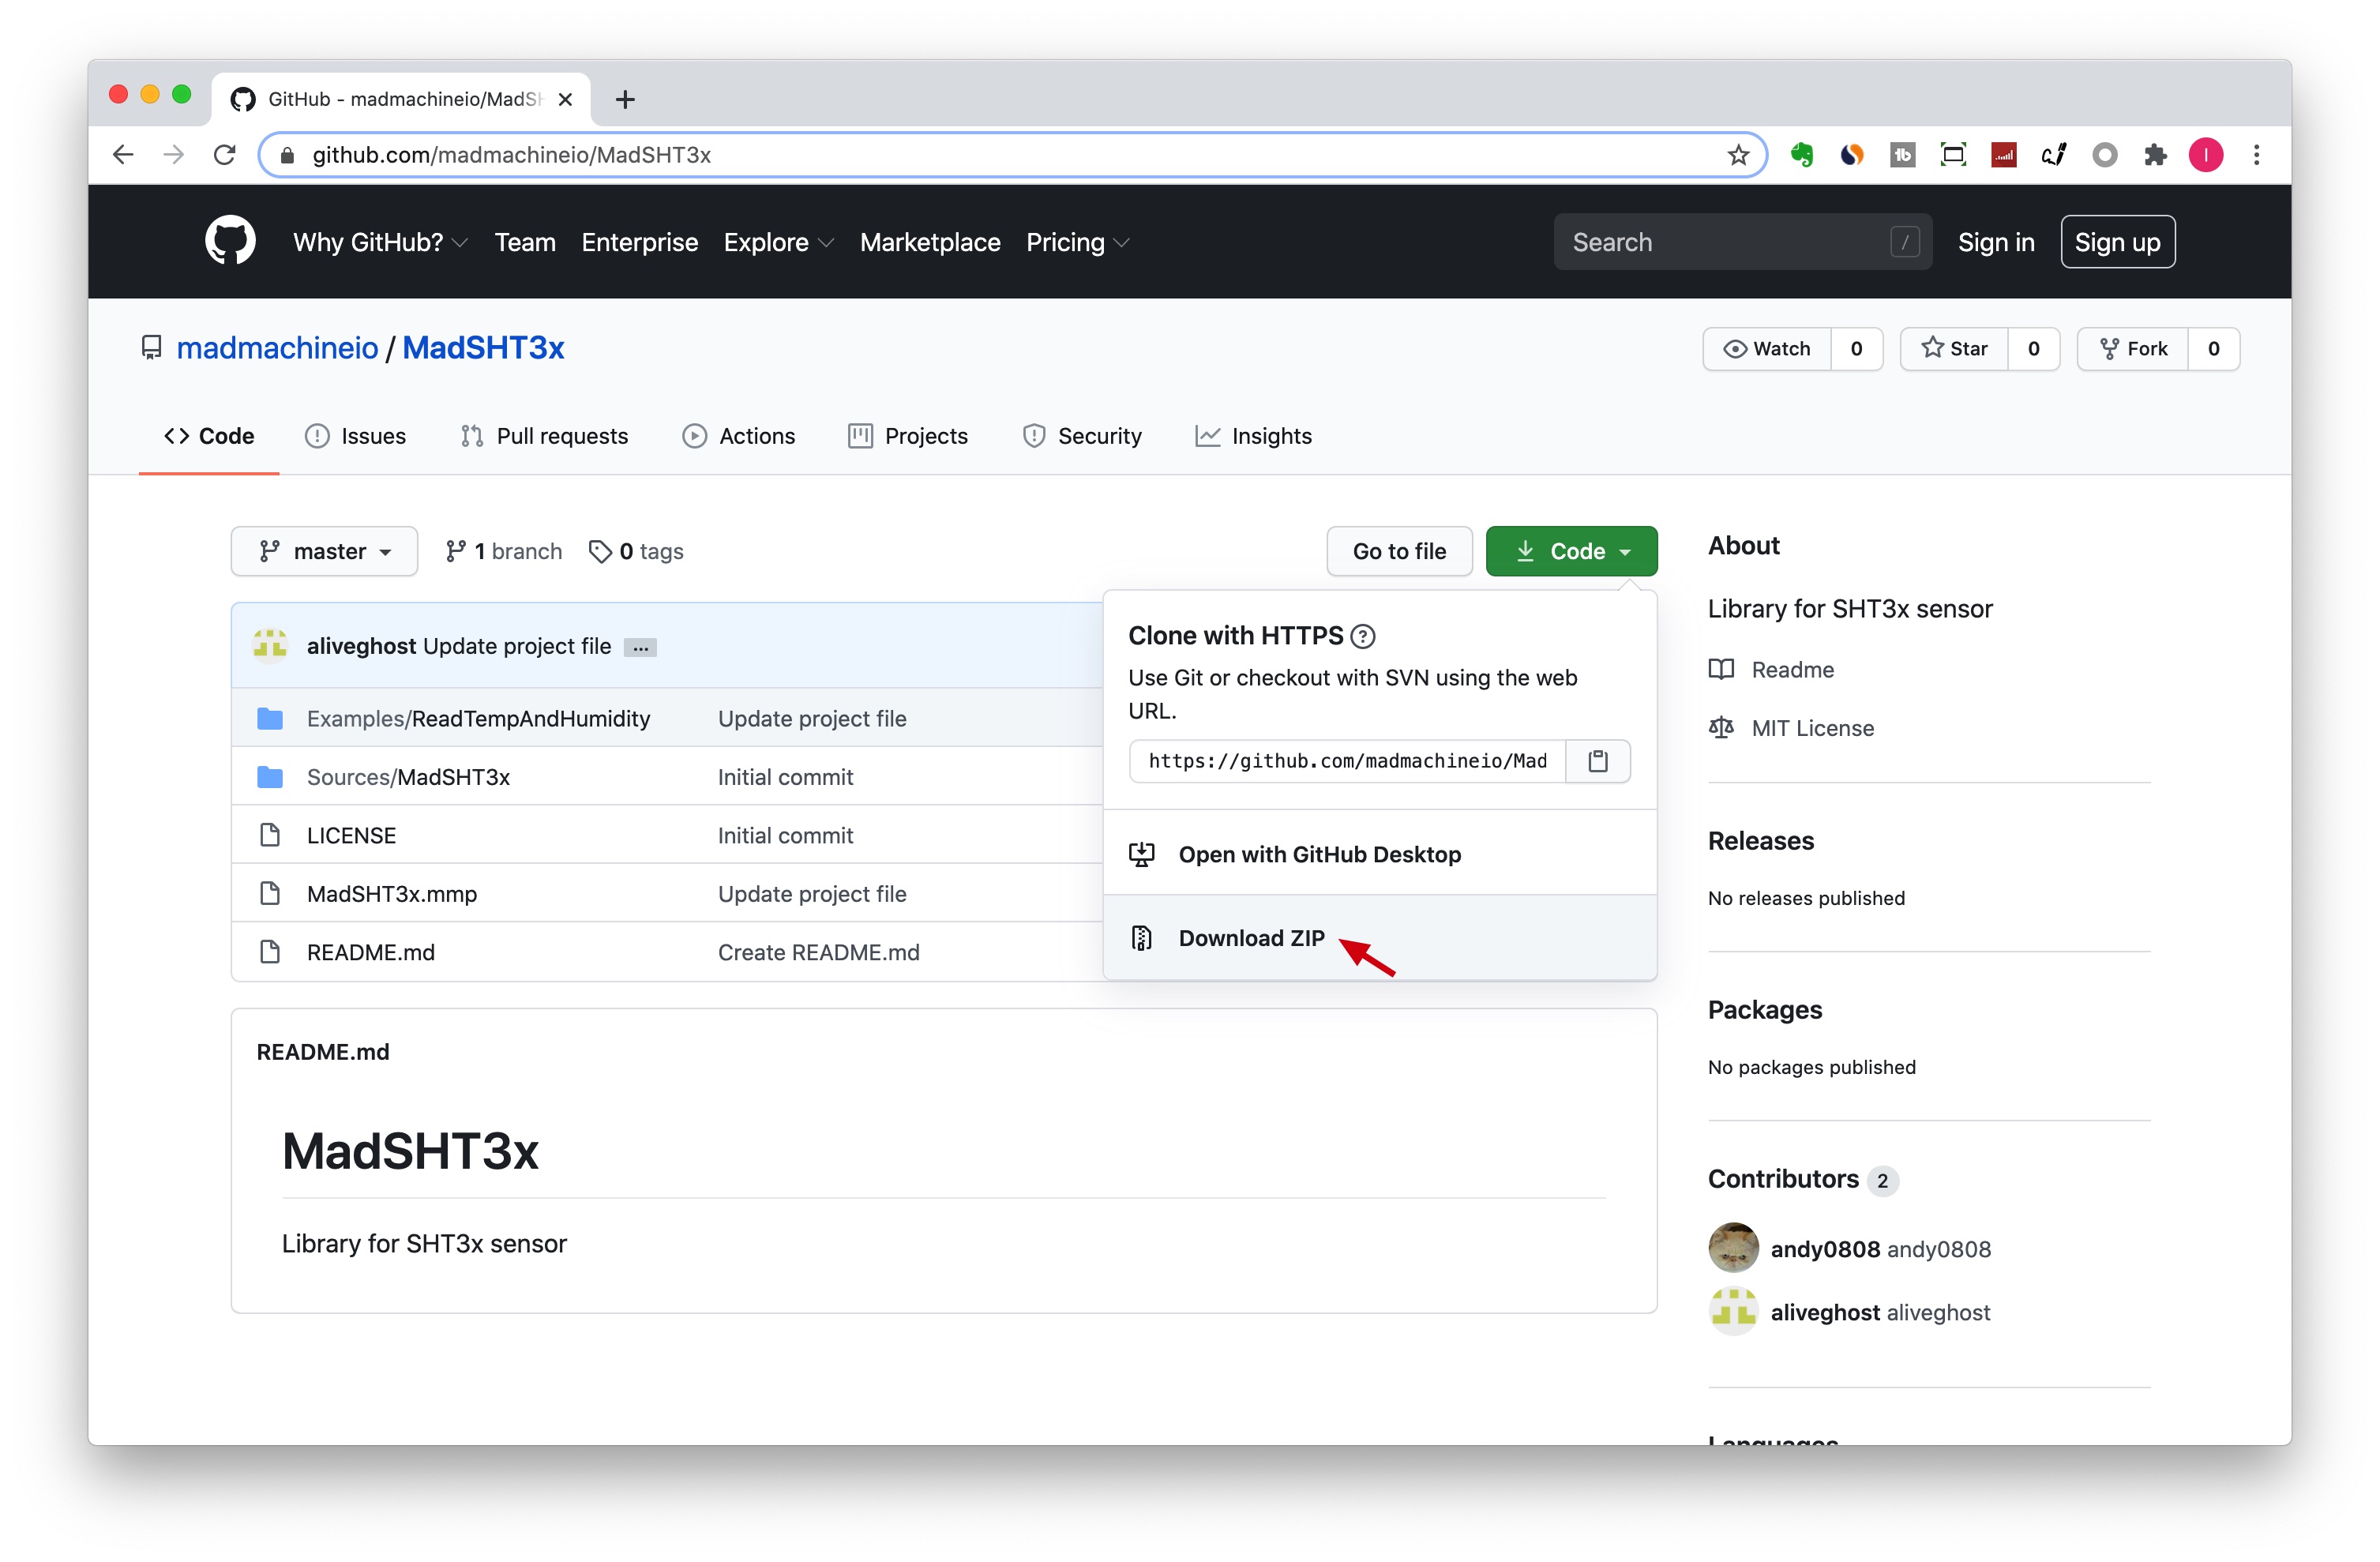 GitHub - madmachineio/MadSH
github.com/madmachineio/MadSHT3x
Why GitHub? Team Enterprise Explore Marketplace Pricing
Search /
Sign in Sign up
madmachineio / MadSHT3x
Watch 0 Star 0 Fork 0
Code Issues Pull requests Actions Projects Security Insights
master 1 branch 0 tags
Go to file Code
aliveghost Update project file ...
Examples/ReadTempAndHumidity Update project file
Sources/MadSHT3x Initial commit
LICENSE Initial commit
MadSHT3x.mmp Update project file
README.md Create README.md
Clone with HTTPS ?
Use Git or checkout with SVN using the web
URL.
https://github.com/madmachineio/Mad
Open with GitHub Desktop
Download ZIP
README.md
MadSHT3x
Library for SHT3x sensor
About
Library for SHT3x sensor
Readme
MIT License
Releases
No releases published
Packages
No packages published
Contributors 2
andy0808 andy0808
aliveghost aliveghost
Languages